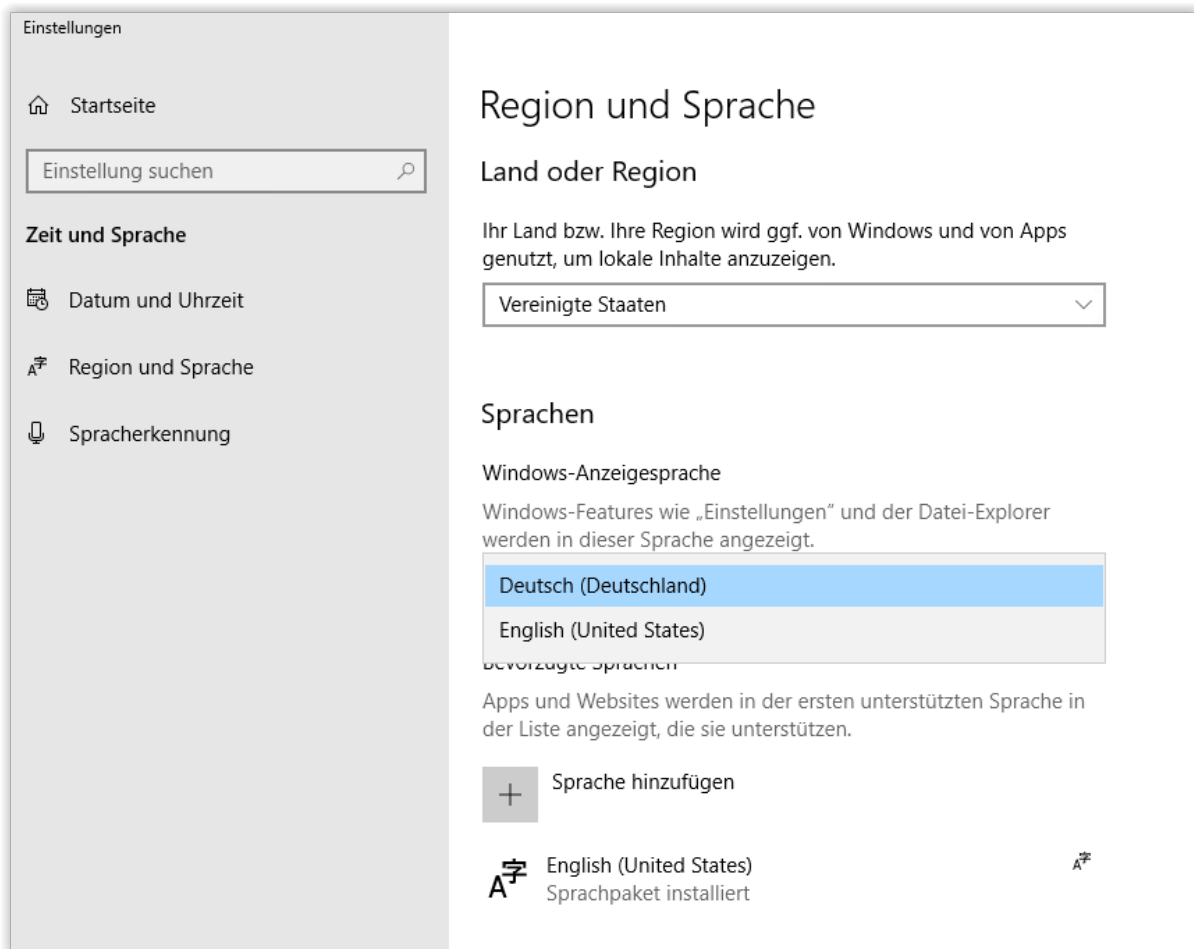 Einstellungen
Startseite
Einstellung suchen
Zeit und Sprache
Datum und Uhrzeit
Region und Sprache
Spracherkennung
Region und Sprache
Land oder Region
Ihr Land bzw. Ihre Region wird ggf. von Windows und von Apps
genutzt, um lokale Inhalte anzuzeigen.
Vereinigte Staaten
Sprachen
Windows-Anzeigesprache
Windows-Features wie „Einstellungen“ und der Datei-Explorer
werden in dieser Sprache angezeigt.
Deutsch (Deutschland)
English (United States)
Bevorzugte Sprachen
Apps und Websites werden in der ersten unterstützten Sprache in
der Liste angezeigt, die sie unterstützen.
Sprache hinzufügen
English (United States)
Sprachpaket installiert